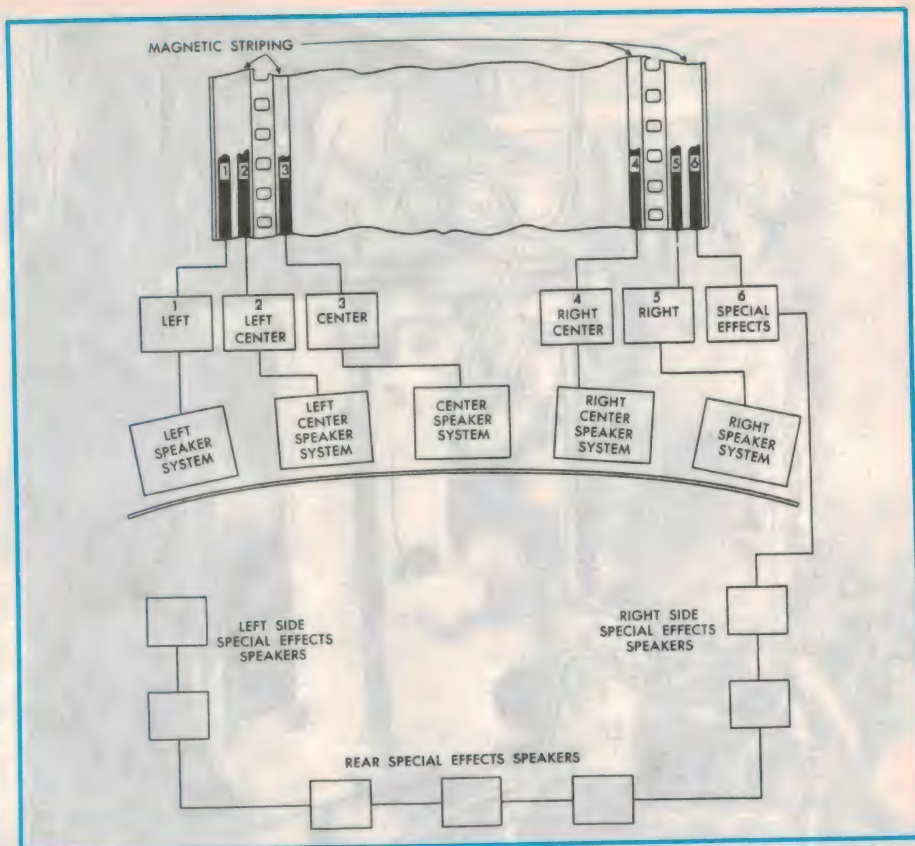 MAGNETIC STRIPING
1
2
3
4
5
6
1
LEFT
2
LEFT
CENTER
3
CENTER
4
RIGHT
CENTER
5
RIGHT
6
SPECIAL
EFFECTS
LEFT
SPEAKER
SYSTEM
LEFT
CENTER
SPEAKER
SYSTEM
CENTER
SPEAKER
SYSTEM
RIGHT
CENTER
SPEAKER
SYSTEM
RIGHT
SPEAKER
SYSTEM
LEFT SIDE
SPECIAL EFFECTS
SPEAKERS
RIGHT SIDE
SPECIAL EFFECTS
SPEAKERS
REAR SPECIAL EFFECTS SPEAKERS